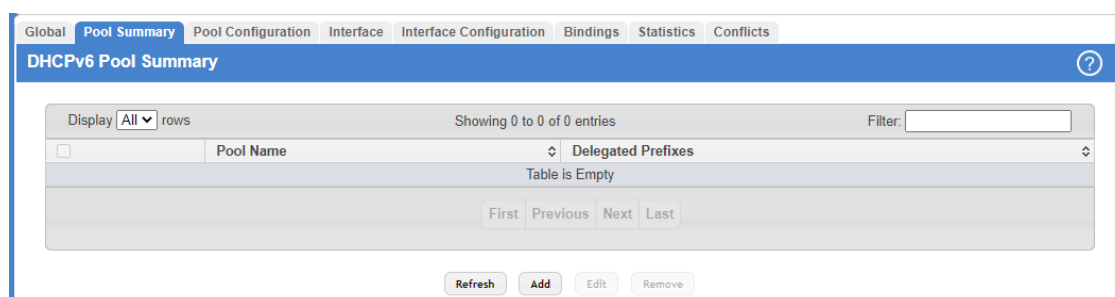 Global Pool Summary Pool Configuration Interface Interface Configuration Bindings Statistics Conflicts
DHCPv6 Pool Summary ?
Display All rows Showing 0 to 0 of 0 entries Filter:
Pool Name Delegated Prefixes
Table is Empty
First Previous Next Last
Refresh Add Edit Remove